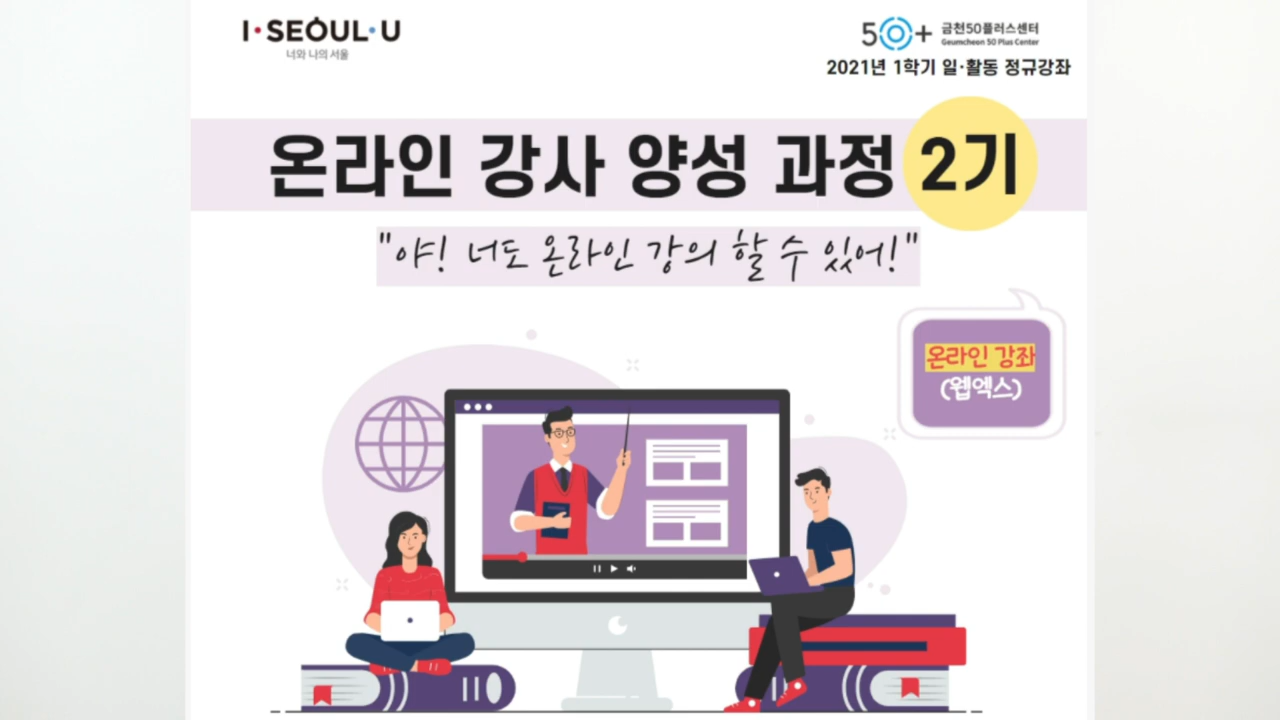 I·SEOUL·U
너와 나의 서울
50+ 금천50플러스센터
Geumcheon 50 Plus Center
2021년 1학기 일·활동 정규강좌
온라인 강사 양성 과정 2기
"야! 너도 온라인 강의 할 수 있어!"
온라인 강좌
(웹엑스)